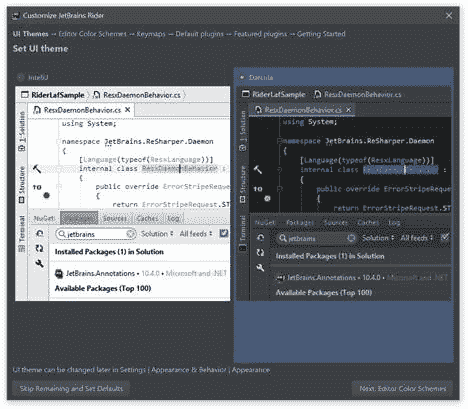 Customize JetBrains Rider
UI Themes → Editor Color Schemes → Keymaps → Default plugins → Featured plugins → Getting Started
Set UI theme
IntelliJ
RiderLafSample ResxDaemonBehavior.cs
ResxDaemonBehavior.cs
1: Solution
Structure
Terminal
using System;
namespace JetBrains.ReSharper.Daemon
{
[Language(typeof(ResxLanguage))]
internal class ResxDaemonBehavior :
{
public override ErrorStripeRequest
{
return ErrorStripeRequest.ST
NuGet: Packages Sources Caches Log
jetbrains Solution All feeds
Installed Packages (1) in Solution
JetBrains.Annotations • 10.4.0 • Microsoft and .NET
Available Packages (Top 100)
Darcula
RiderLafSample ResxDaemonBehavior.cs
ResxDaemonBehavior.cs
1: Solution
Structure
Terminal
using System;
namespace JetBrains.ReSharper.Daemon
{
[Language(typeof(ResxLanguage))]
internal class
{
public override ErrorStripeRequest
{
return ErrorStripeRequest.ST
NuGet: Packages Sources Caches Log
jetbrains Solution All feeds
Installed Packages (1) in Solution
JetBrains.Annotations • 10.4.0 • Microsoft and .NET
Available Packages (Top 100)
UI theme can be changed later in Settings | Appearance & Behavior | Appearance
Skip Remaining and Set Defaults
Next: Editor Color Schemes